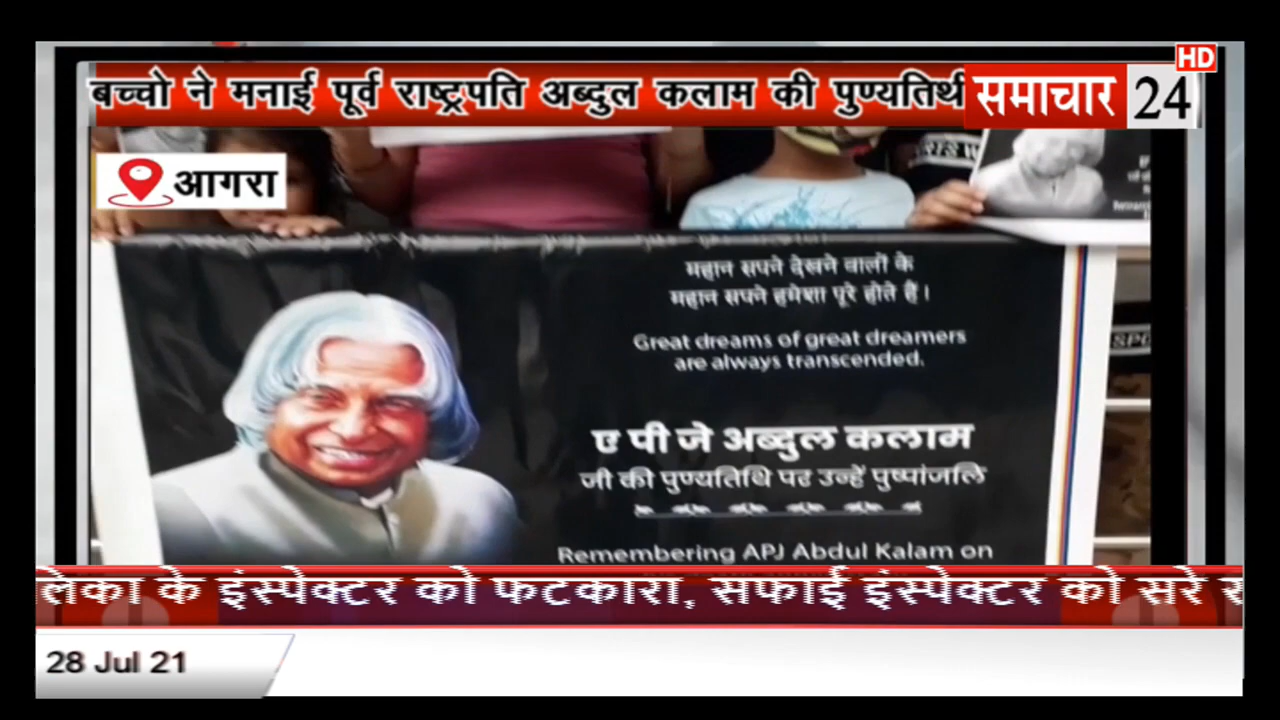 HD
बच्चो ने मनाई पूर्व राष्ट्रपति अब्दुल कलाम की पुण्यतिथी
समाचार 24
आगरा
महान सपने देखने वालों के
महान सपने हमेशा पूरे होते हैं।
Great dreams of great dreamers
are always transcended.
ए पी जे अब्दुल कलाम
जी की पुण्यतिथि पर उन्हें पुष्पांजलि
Remembering APJ Abdul Kalam on
के इंस्पेक्टर को फटकारा, सफाई इंस्पेक्टर को सरे
28 Jul 21